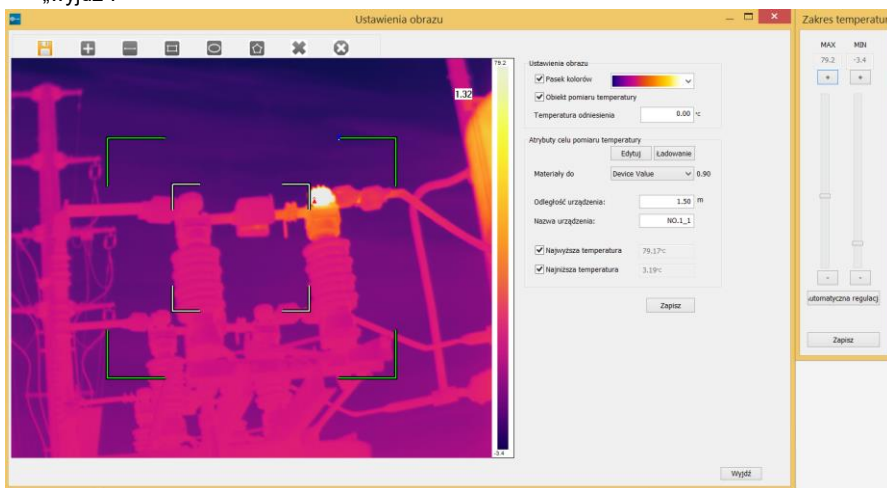 „wyjdź".
Ustawienia obrazu
79.2
1.32
-3.4
Ustawienia obrazu
Pasek kolorów
Obiekt pomiaru temperatury
Temperatura odniesienia 0.00 °C
Atrybuty celu pomiaru temperatury
Edytuj Ładowanie
Materiały do Device Value 0.90
Odległość urządzenia: 1.50 m
Nazwa urządzenia: NO.1_1
Najwyższa temperatura 79.17°C
Najniższa temperatura 3.19°C
Zapisz
Wyjdź
Zakres temperatur
MAX MIN
79.2 -3.4
+ +
- -
utomatyczna regulacj
Zapisz